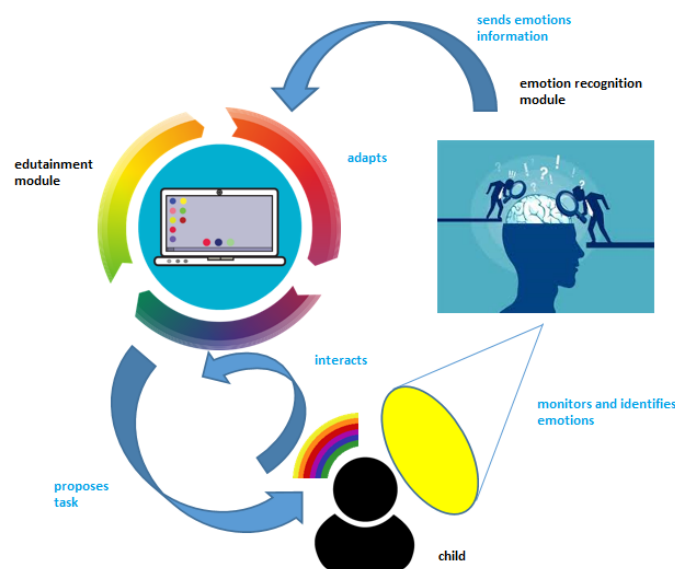 sends emotions
information
emotion recognition
module
edutainment
module
adapts
interacts
monitors and identifies
emotions
proposes
task
child